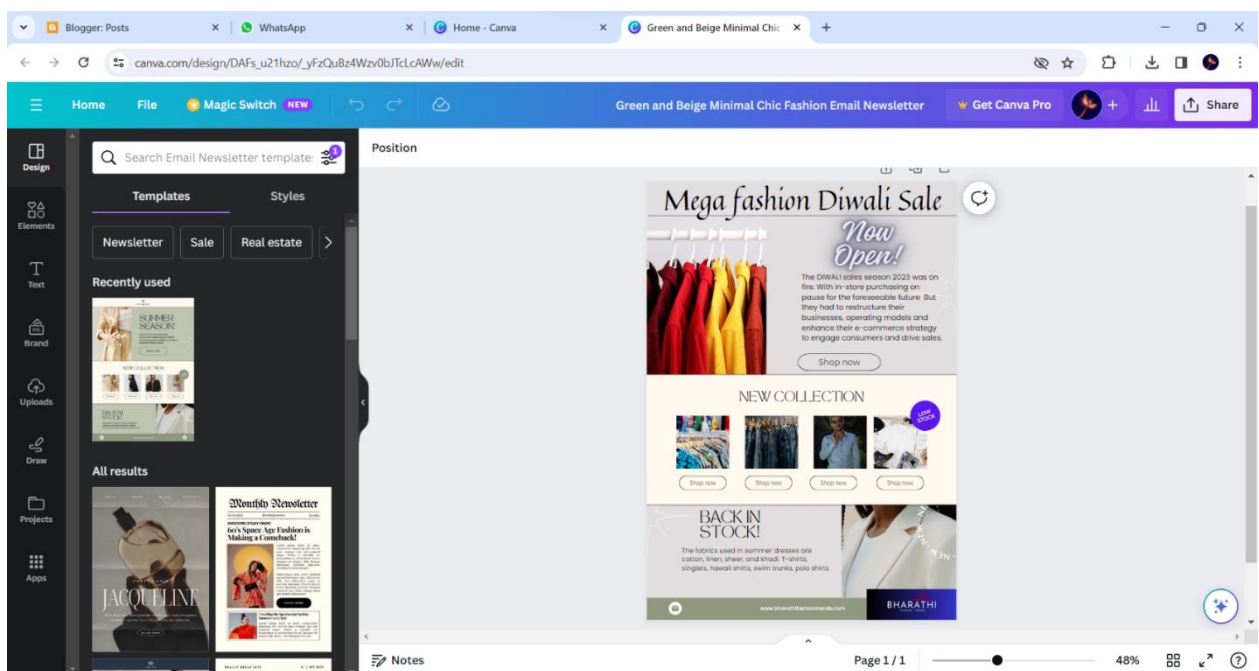 Blogger: Posts
WhatsApp
Home - Canva
Green and Beige Minimal Chic
canva.com/design/DAFs_u21hzo/_yFzQuBz4Wzv0bJTcLcAWw/edit
Home File Magic Switch NEW
Green and Beige Minimal Chic Fashion Email Newsletter
Get Canva Pro
Share
Design
Elements
Text
Brand
Uploads
Draw
Projects
Apps
Search Email Newsletter template
1
Templates Styles
Newsletter Sale Real estate
Recently used
SUMMER
SEASON!
NEW COLLECTION
BACK IN
STOCK!
All results
JACQUELINE
Monthly Newsletter
60's Space Age Fashion is
Making a Comeback!
Position
Mega fashion Diwali Sale
Now
Open!
The DIWALI sales season 2023 was on
fire. With in-store purchasing on
pause for the foreseeable future But
they had to restructure their
businesses, operating models and
enhance their e-commerce strategy
to engage consumers and drive sales.
Shop now
NEW COLLECTION
LOW
STOCK
Shop now Shop now Shop now Shop now
BACK IN
STOCK!
The fabrics used in summer dresses are
cotton, linen, sheer, and khadi. T-shirts,
singlets, hawaii shirts, swim trunks, polo shirts
www.bharathifashiontrends.com
BHARATHI
Notes
Page 1 / 1
48%